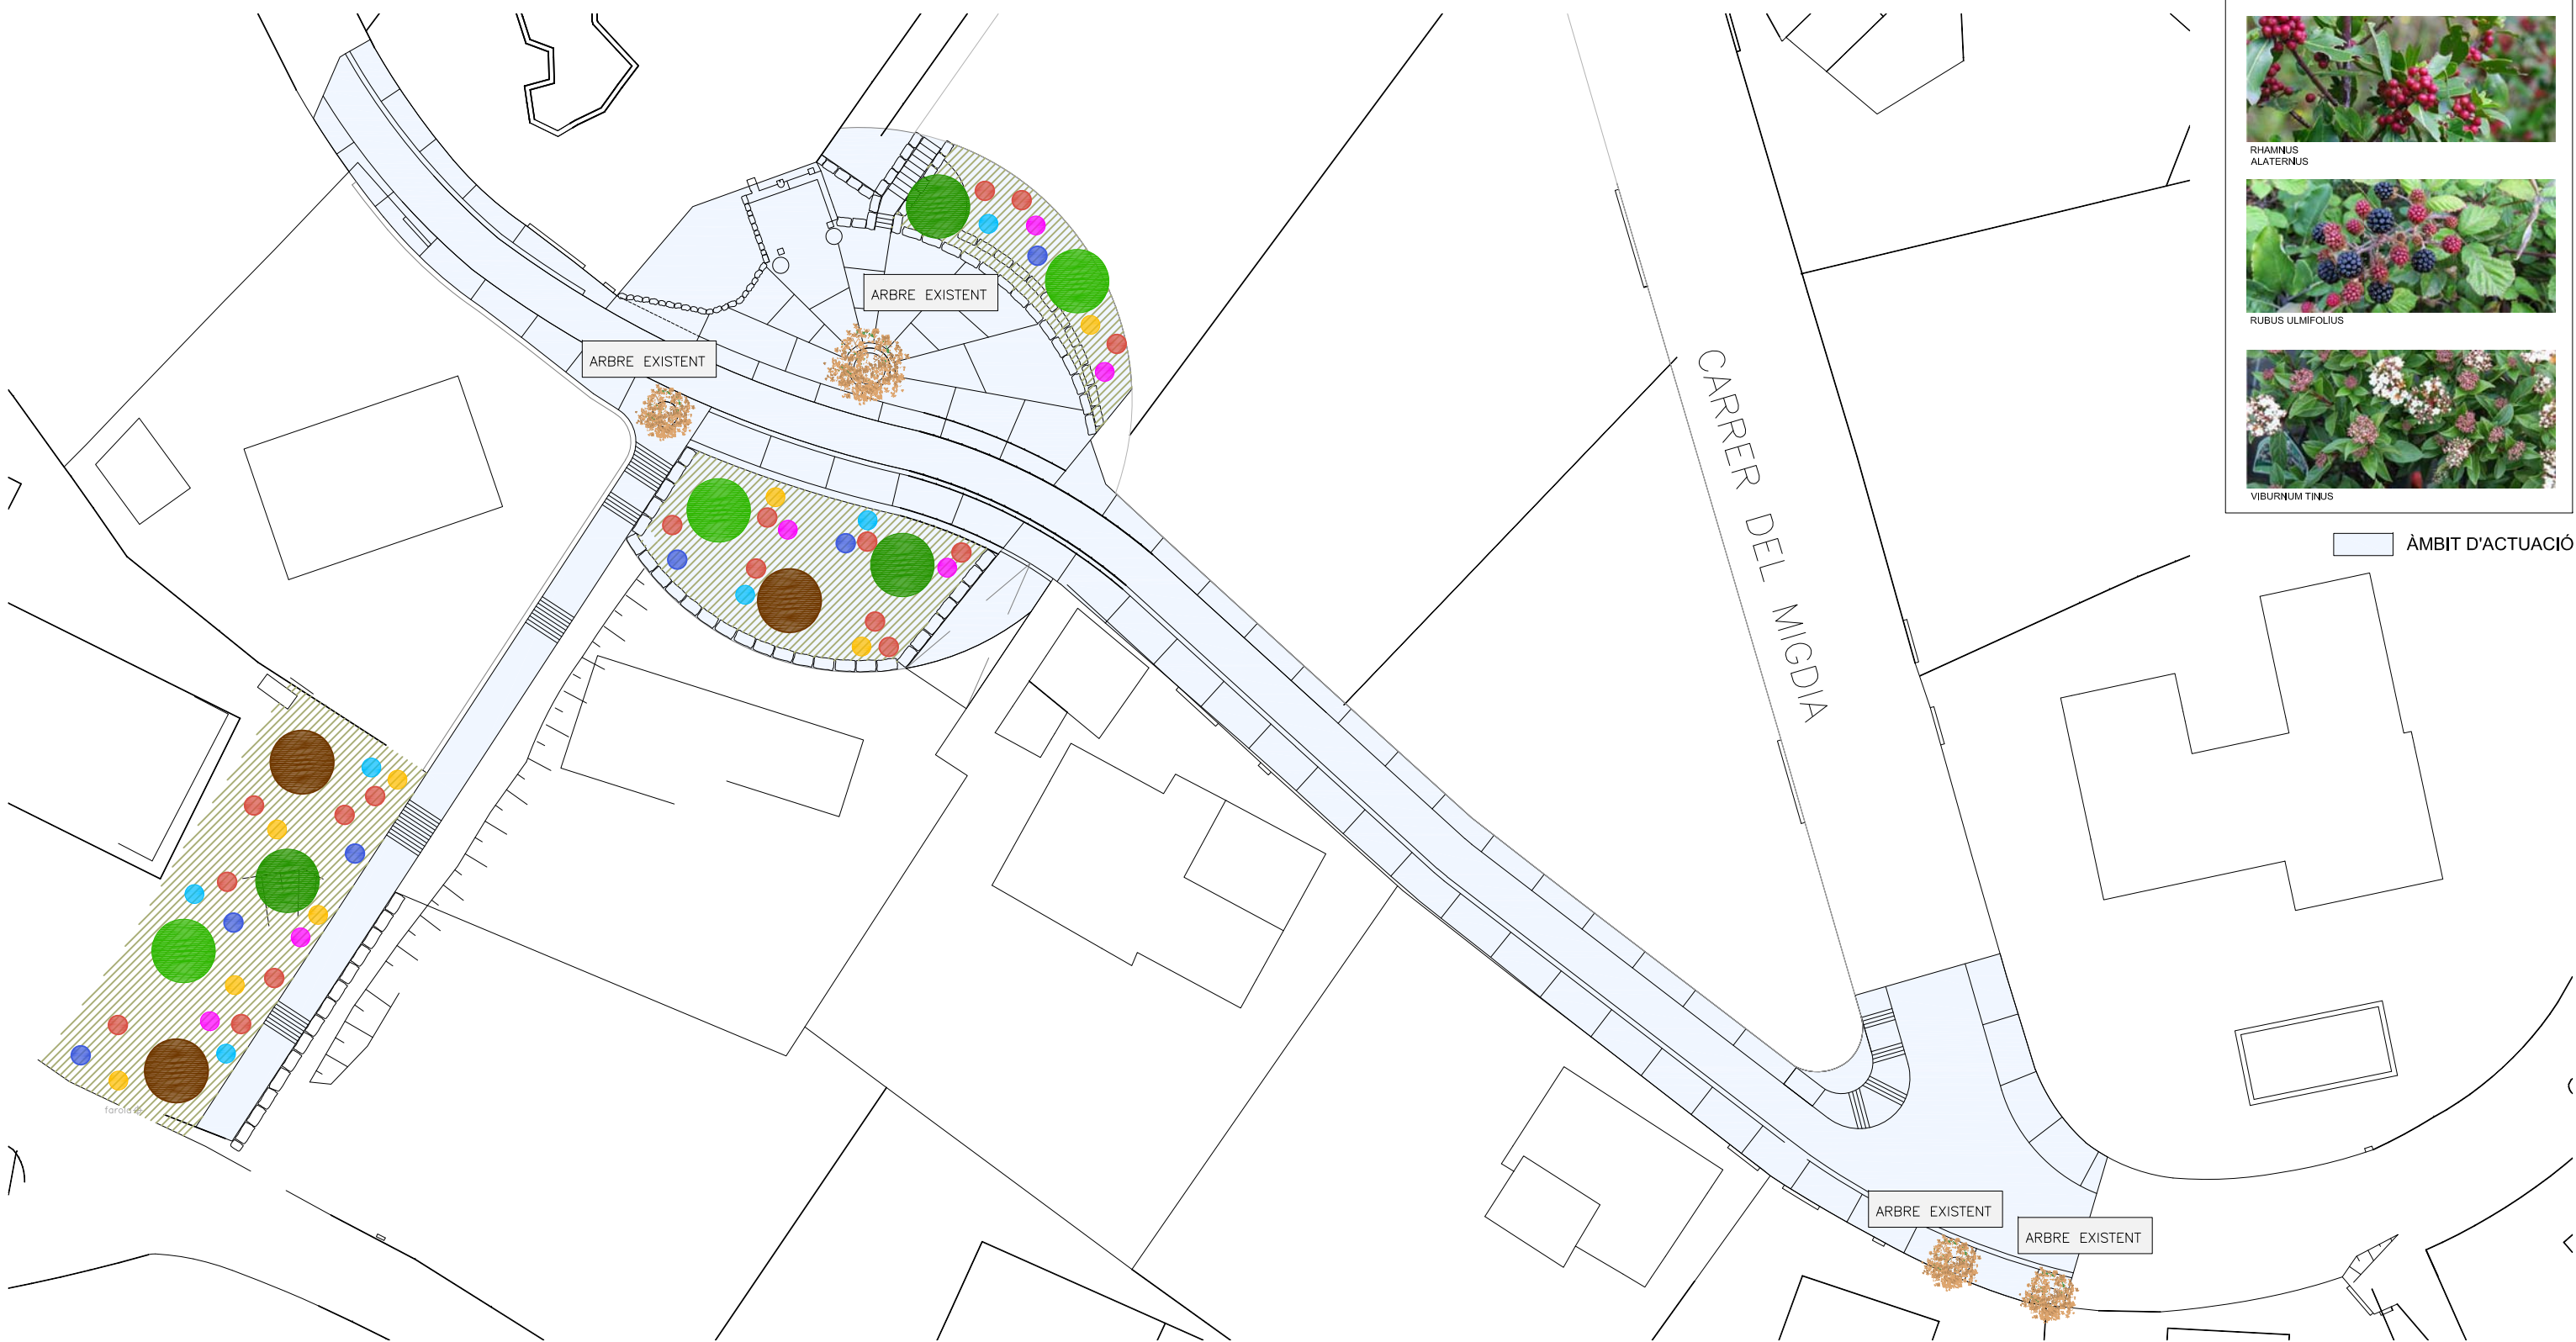 RHAMNUS
ALATERNUS
RUBUS ULMIFOLIUS
VIBURNUM TINUS
ÀMBIT D'ACTUACIÓ
ARBRE EXISTENT
ARBRE EXISTENT
CARRER DEL MIGDIA
farola
ARBRE EXISTENT
ARBRE EXISTENT